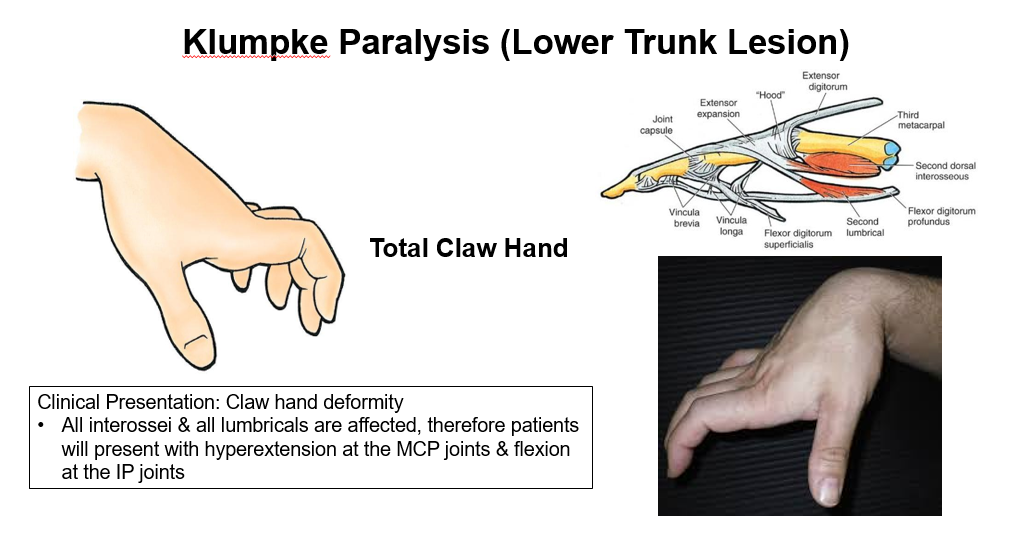 Klumpke Paralysis (Lower Trunk Lesion)
Extensor
digitorum
"Hood"
Extensor
expansion
Joint
capsule
Third
metacarpal
Second dorsal
interosseous
Flexor digitorum
profundus
Second
lumbrical
Flexor digitorum
superficialis
Vincula
longa
Vincula
brevia
Total Claw Hand
Clinical Presentation: Claw hand deformity
• All interossei & all lumbricals are affected, therefore patients
will present with hyperextension at the MCP joints & flexion
at the IP joints